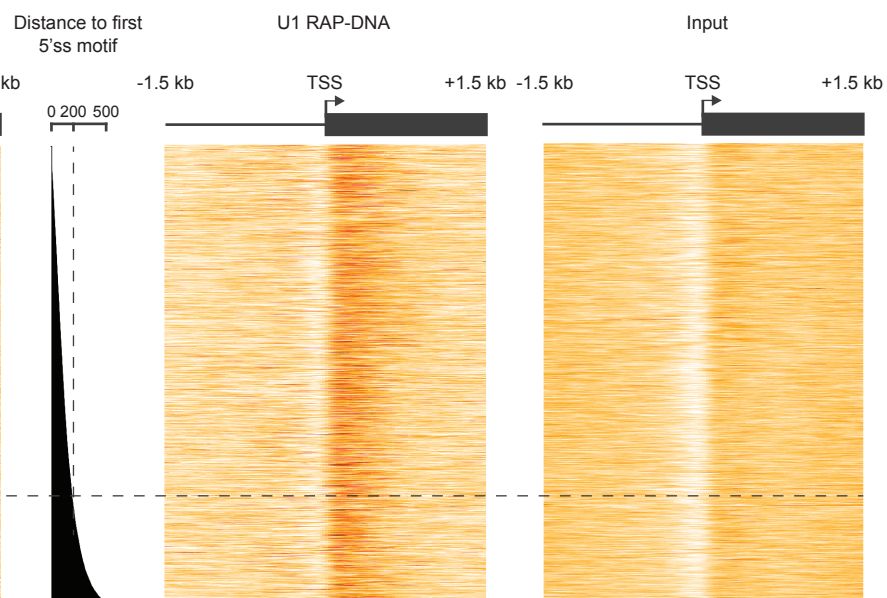 Distance to first
5'ss motif
U1 RAP-DNA
Input
kb
-1.5 kb
TSS
+1.5 kb
-1.5 kb
TSS
+1.5 kb
0 200 500